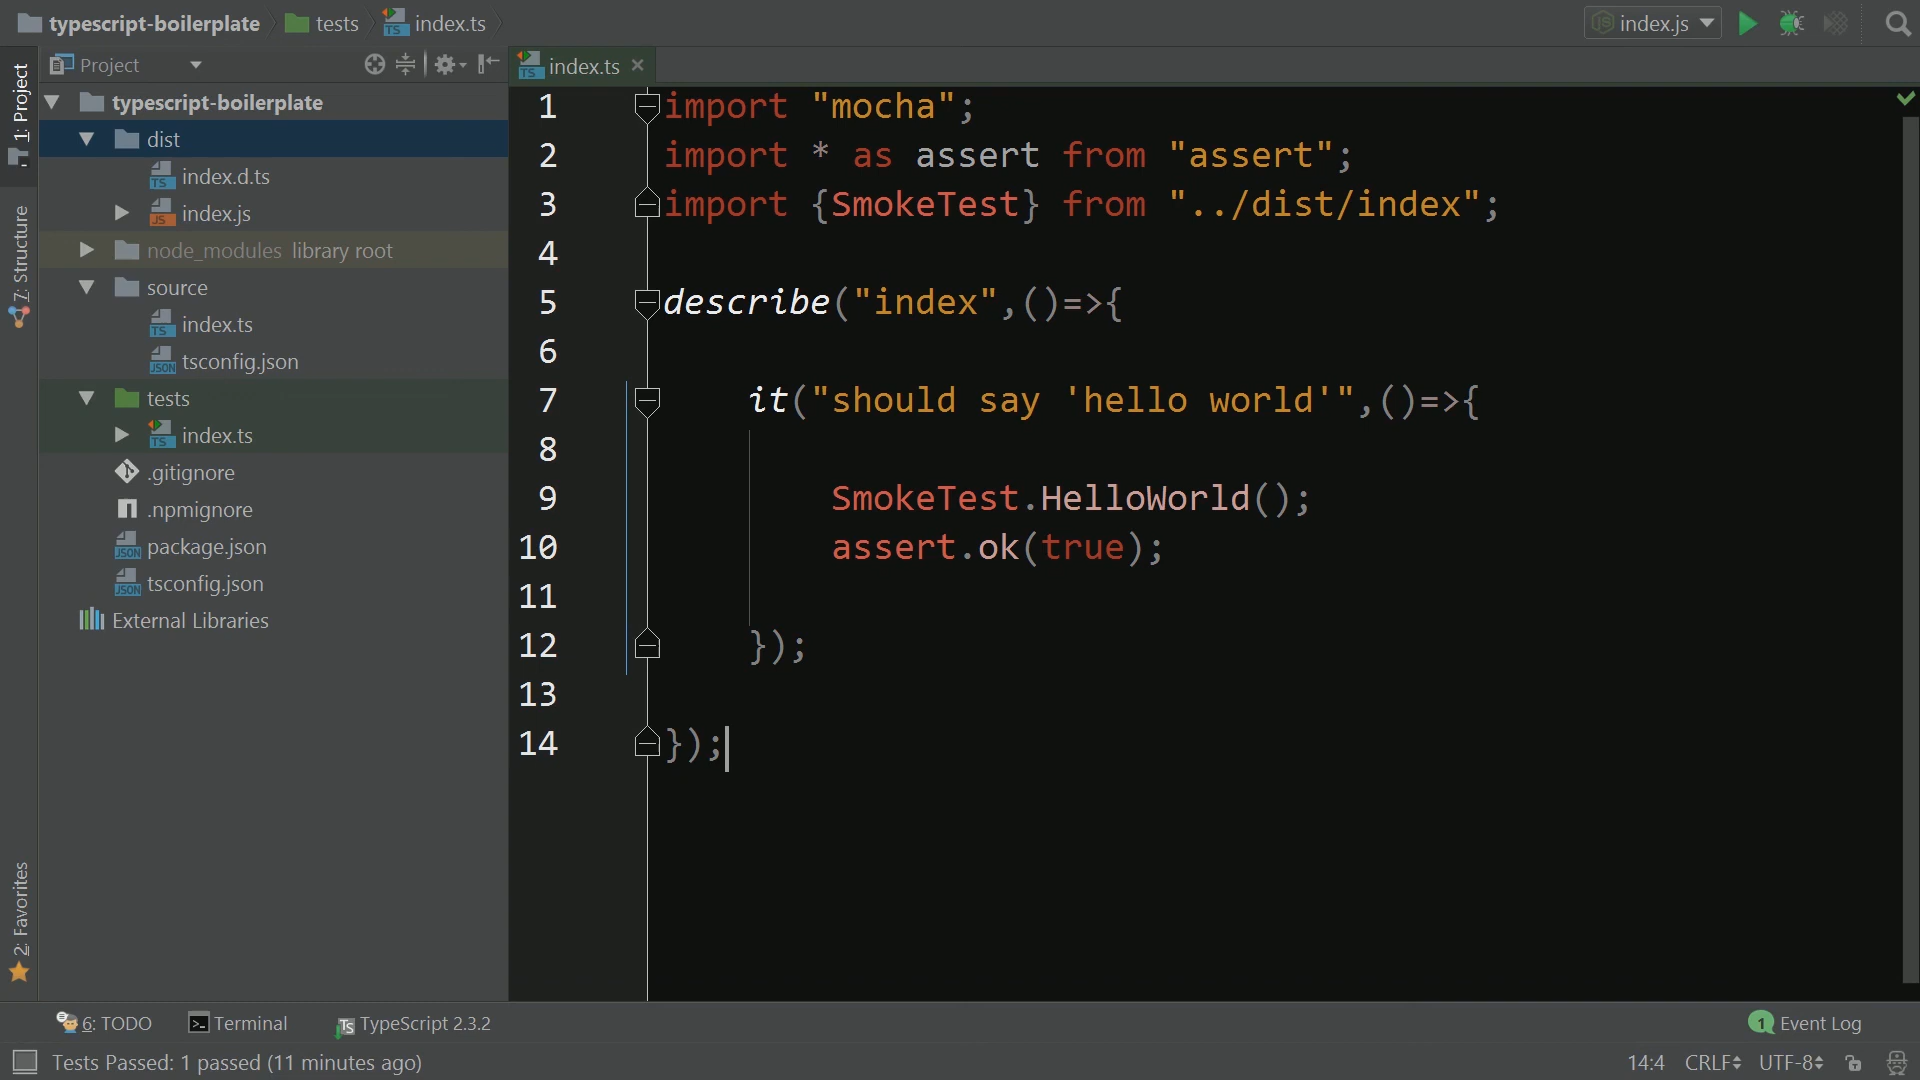 typescript-boilerplate tests index.ts
index.js
1: Project
7: Structure
2: Favorites
Project
typescript-boilerplate
dist
index.d.ts
index.js
node_modules library root
source
index.ts
tsconfig.json
tests
index.ts
.gitignore
.npmignore
package.json
tsconfig.json
External Libraries
index.ts
1 import "mocha";
2 import * as assert from "assert";
3 import {SmokeTest} from "../dist/index";
4
5 describe("index",()=>{
6
7 it("should say 'hello world'",()=>{
8
9 SmokeTest.HelloWorld();
10 assert.ok(true);
11
12 });
13
14 });
6: TODO Terminal TypeScript 2.3.2
1 Event Log
Tests Passed: 1 passed (11 minutes ago)
14:4 CRLF UTF-8